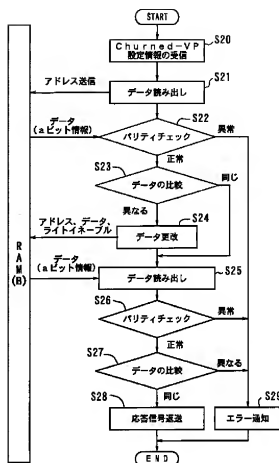 START
S20
Churned-VP
設定情報の受信
S21
アドレス送信
データ読み出し
データ
(aビット情報)
S22
パリティチェック
異常
正常
S23
データの比較
同じ
異なる
S24
アドレス、データ、
ライトイネーブル
データ更改
RAM
(B)
データ
(aビット情報)
S25
データ読み出し
S26
パリティチェック
異常
正常
S27
データの比較
異なる
同じ
S28
応答信号返送
S29
エラー通知
END